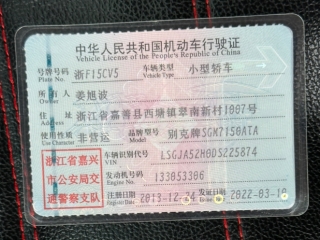 中华人民共和国机动车行驶证
Vehicle License of the People's Republic of China
号牌号码 浙F15CV5 车辆类型 小型轿车
Plate No. Vehicle Type
所有人 姜旭波
Owner
住址 浙江省嘉善县西塘镇翠南新村1007号
Address
使用性质 非营运 品牌型号 别克牌SGM7150ATA
Use Character Model
浙江省嘉兴 车辆识别代号 LSGJA52H0DS225874
VIN
市公安局交 发动机号码 133053306
Engine No.
通警察支队 注册日期 2013-12-24 发证日期 2022-03-10
Register Date Issue Date